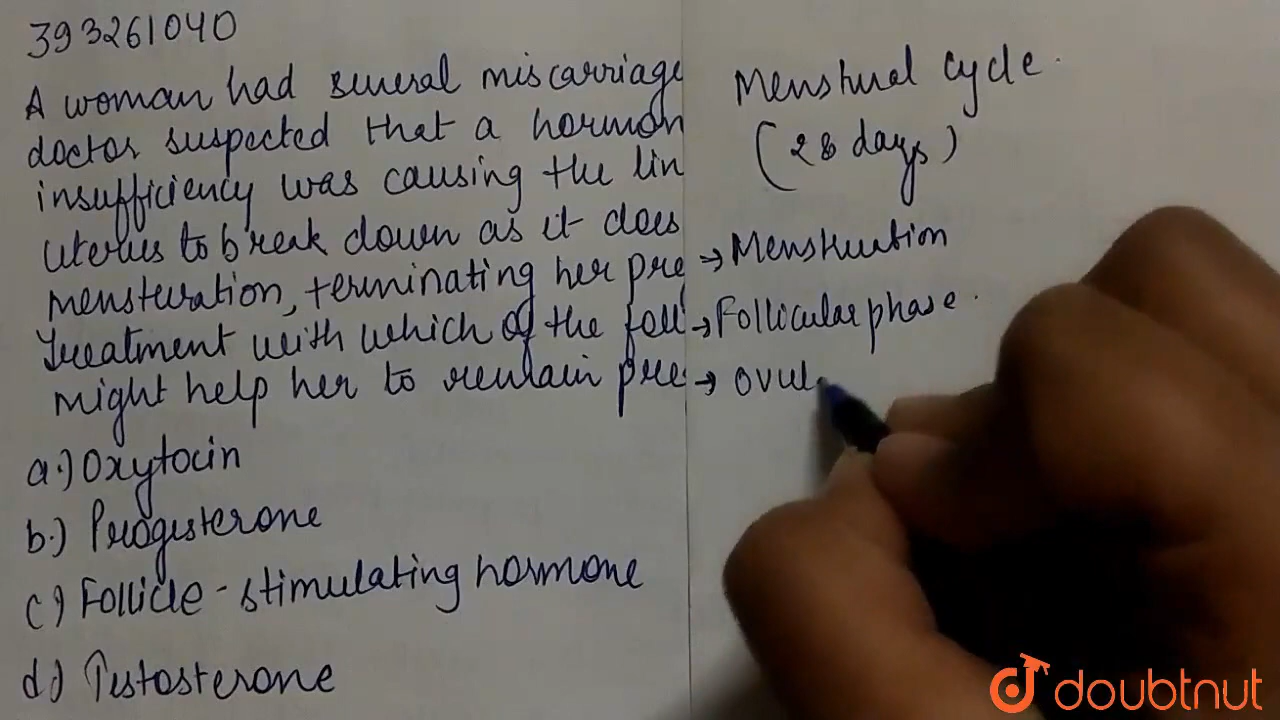 393261040
A woman had several miscarriage
doctor suspected that a hormon
insufficiency was causing the lin
uterus to break down as it does
mensturation, terminating her pre
Treatment with which of the foll
might help her to remain pre
a.) Oxytocin
b.) Progesterone
c.) Follicle-stimulating hormone
d.) Testosterone
Menstrual cycle.
(28 days)
→ Menstruation
→ Follicular phase.
→ ovul
doubtnut